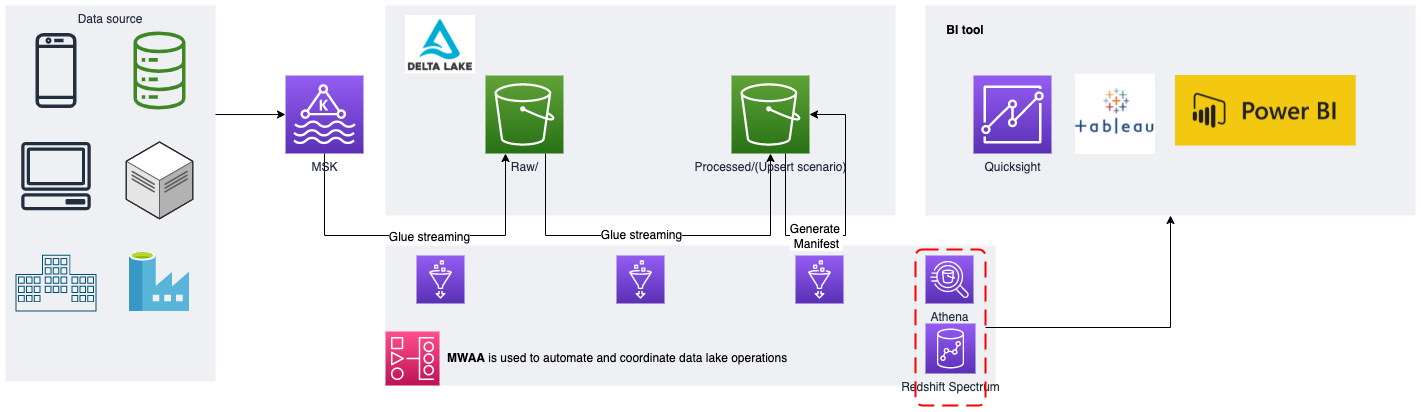 Data source
K
MSK
DELTA LAKE
Raw/
Processed/(Upsert scenario)
BI tool
Quicksight
+ableau
Power BI
Glue streaming
Glue streaming
Generate
Manifest
Athena
Redshift Spectrum
MWAA is used to automate and coordinate data lake operations